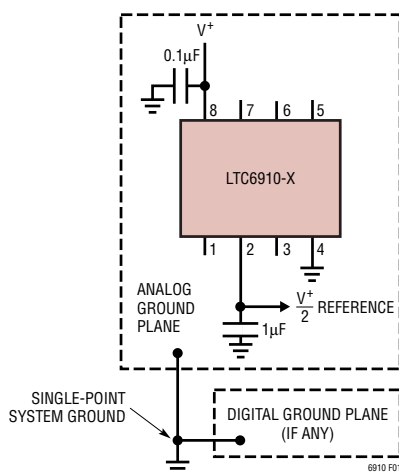 V+
0.1µF
8 7 6 5
LTC6910-X
1 2 3 4
V+
2
REFERENCE
1µF
ANALOG
GROUND
PLANE
SINGLE-POINT
SYSTEM GROUND
DIGITAL GROUND PLANE
(IF ANY)
6910 F01